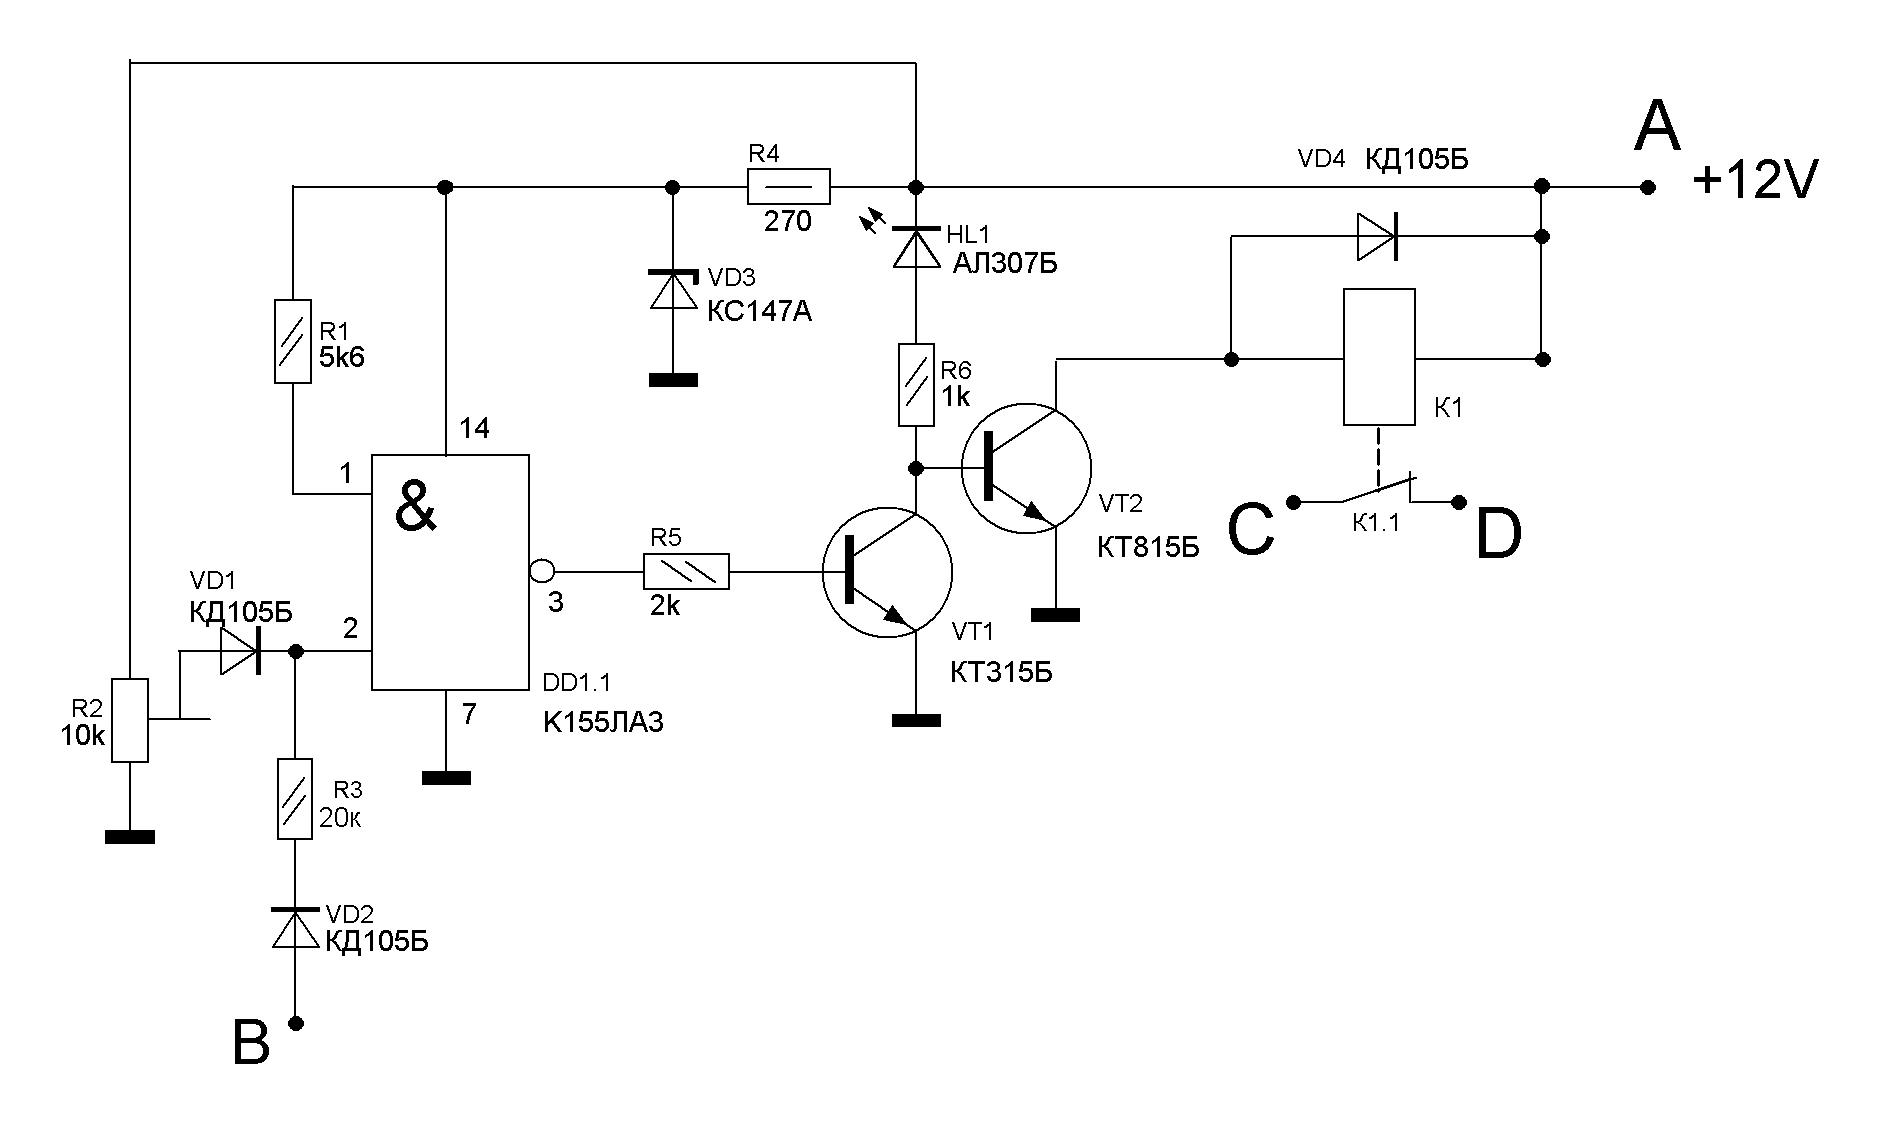 A
+12V
VD4 КД105Б
R4
270
HL1
АЛ307Б
VD3
КС147А
R1
5k6
R6
1k
K1
14
1
&
VT2
КТ815Б
C
K1.1
D
R5
2k
3
VD1
КД105Б
2
VT1
КТ315Б
DD1.1
К155ЛА3
7
R2
10k
R3
20к
VD2
КД105Б
B